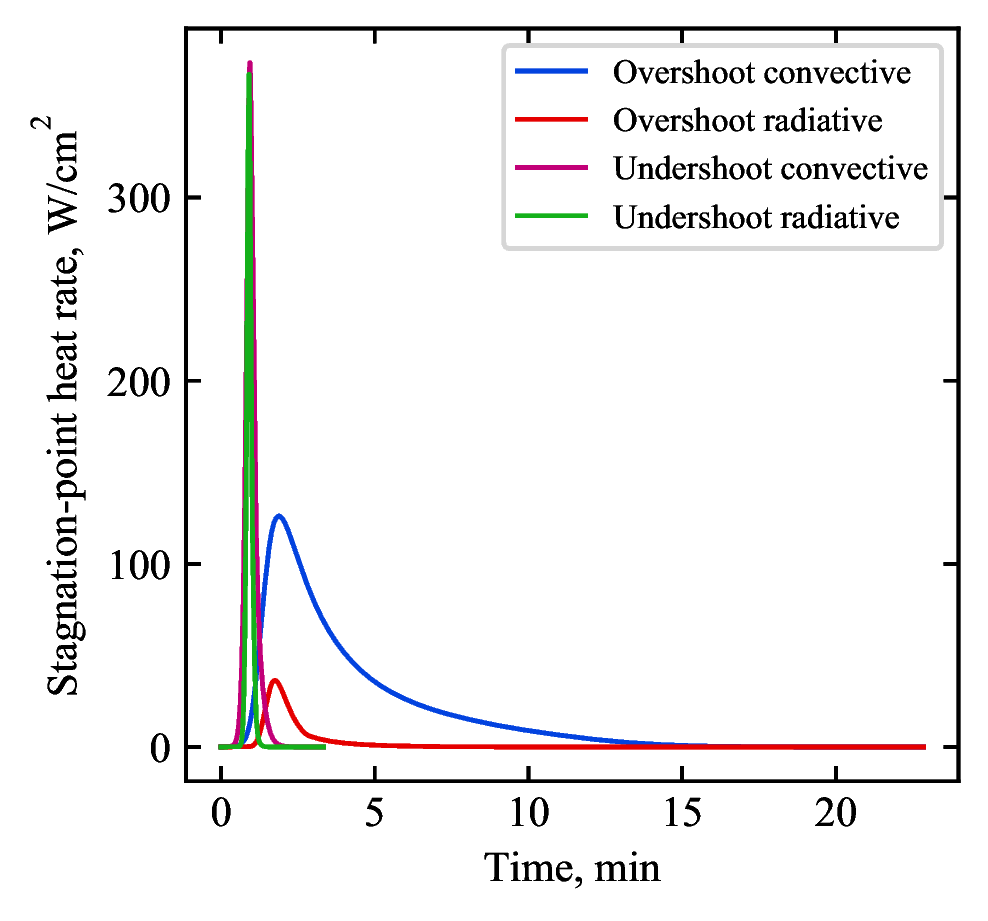 Overshoot convective
Overshoot radiative
Undershoot convective
Undershoot radiative
Stagnation-point heat rate, W/cm²
300
200
100
0
0 5 10 15 20
Time, min